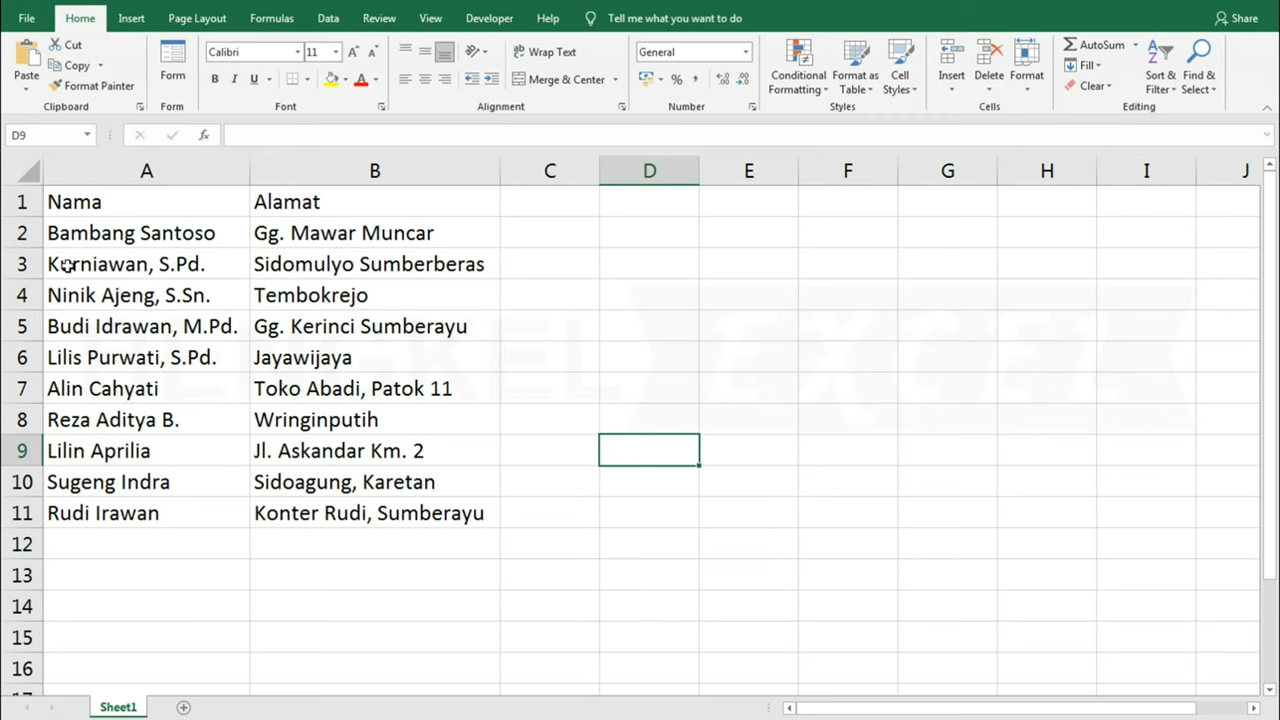 File Home Insert Page Layout Formulas Data Review View Developer Help Tell me what you want to do Share
Paste Cut Copy Format Painter Clipboard
Form Form
Calibri 11 B I U A A A Font
Wrap Text Merge & Center Alignment
General % Number
Conditional Formatting Format as Table Cell Styles Styles
Insert Delete Format Cells
AutoSum Fill Clear Sort & Filter Find & Select Editing
D9 fx
A B C D E F G H I J
1 Nama Alamat
2 Bambang Santoso Gg. Mawar Muncar
3 Kurniawan, S.Pd. Sidomulyo Sumberberas
4 Ninik Ajeng, S.Sn. Tembokrejo
5 Budi Idrawan, M.Pd. Gg. Kerinci Sumberayu
6 Lilis Purwati, S.Pd. Jayawijaya
7 Alin Cahyati Toko Abadi, Patok 11
8 Reza Aditya B. Wringinputih
9 Lilin Aprilia Jl. Askandar Km. 2
10 Sugeng Indra Sidoagung, Karetan
11 Rudi Irawan Konter Rudi, Sumberayu
12
13
14
15
16
17
Sheet1